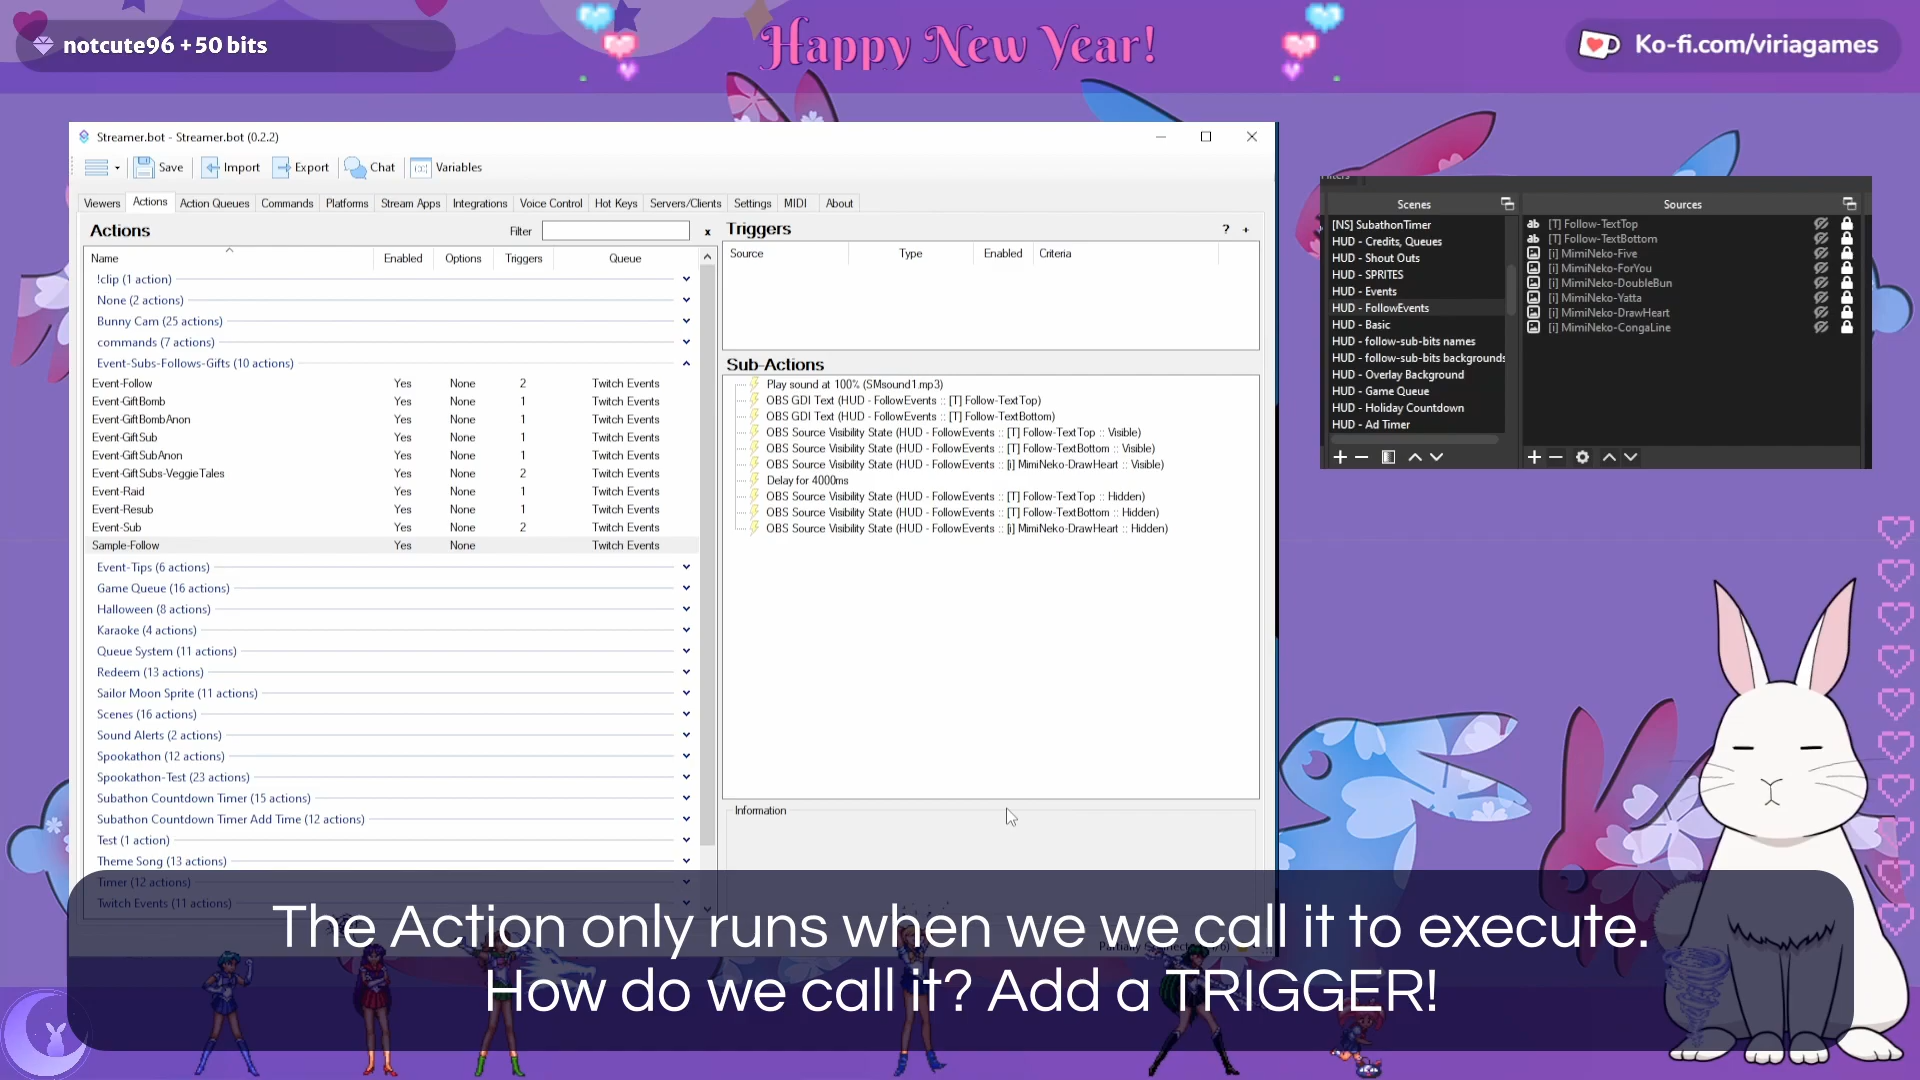 notcute96 +50 bits
Happy New Year!
Ko-fi.com/viriagames
Streamer.bot - Streamer.bot (0.2.2)
Save Import Export Chat Variables
Viewers Actions Action Queues Commands Platforms Stream Apps Integrations Voice Control Hot Keys Servers/Clients Settings MIDI About
Actions
Filter
x
Name Enabled Options Triggers Queue
!clip (1 action)
None (2 actions)
Bunny Cam (25 actions)
commands (7 actions)
Event-Subs-Follows-Gifts (10 actions)
Event-Follow Yes None 2 Twitch Events
Event-GiftBomb Yes None 1 Twitch Events
Event-GiftBombAnon Yes None 1 Twitch Events
Event-GiftSub Yes None 1 Twitch Events
Event-GiftSubAnon Yes None 1 Twitch Events
Event-GiftSubs-VeggieTales Yes None 2 Twitch Events
Event-Raid Yes None 1 Twitch Events
Event-Resub Yes None 1 Twitch Events
Event-Sub Yes None 2 Twitch Events
Sample-Follow Yes None Twitch Events
Event-Tips (6 actions)
Game Queue (16 actions)
Halloween (8 actions)
Karaoke (4 actions)
Queue System (11 actions)
Redeem (13 actions)
Sailor Moon Sprite (11 actions)
Scenes (16 actions)
Sound Alerts (2 actions)
Spookathon (12 actions)
Spookathon-Test (23 actions)
Subathon Countdown Timer (15 actions)
Subathon Countdown Timer Add Time (12 actions)
Test (1 action)
Theme Song (13 actions)
Timer (12 actions)
Twitch Events (11 actions)
Triggers
? +
Source Type Enabled Criteria
Sub-Actions
Play sound at 100% (SMsound1.mp3)
OBS GDI Text (HUD - FollowEvents :: [T] Follow-TextTop)
OBS GDI Text (HUD - FollowEvents :: [T] Follow-TextBottom)
OBS Source Visibility State (HUD - FollowEvents :: [T] Follow-TextTop :: Visible)
OBS Source Visibility State (HUD - FollowEvents :: [T] Follow-TextBottom :: Visible)
OBS Source Visibility State (HUD - FollowEvents :: [i] MimiNeko-DrawHeart :: Visible)
Delay for 4000ms
OBS Source Visibility State (HUD - FollowEvents :: [T] Follow-TextTop :: Hidden)
OBS Source Visibility State (HUD - FollowEvents :: [T] Follow-TextBottom :: Hidden)
OBS Source Visibility State (HUD - FollowEvents :: [i] MimiNeko-DrawHeart :: Hidden)
Information
Scenes
[NS] SubathonTimer
HUD - Credits, Queues
HUD - Shout Outs
HUD - SPRITES
HUD - Events
HUD - FollowEvents
HUD - Basic
HUD - follow-sub-bits names
HUD - follow-sub-bits backgrounds
HUD - Overlay Background
HUD - Game Queue
HUD - Holiday Countdown
HUD - Ad Timer
Sources
ab [T] Follow-TextTop
ab [T] Follow-TextBottom
[i] MimiNeko-Five
[i] MimiNeko-ForYou
[i] MimiNeko-DoubleBun
[i] MimiNeko-Yatta
[i] MimiNeko-DrawHeart
[i] MimiNeko-CongaLine
The Action only runs when we we call it to execute.
How do we call it? Add a TRIGGER!